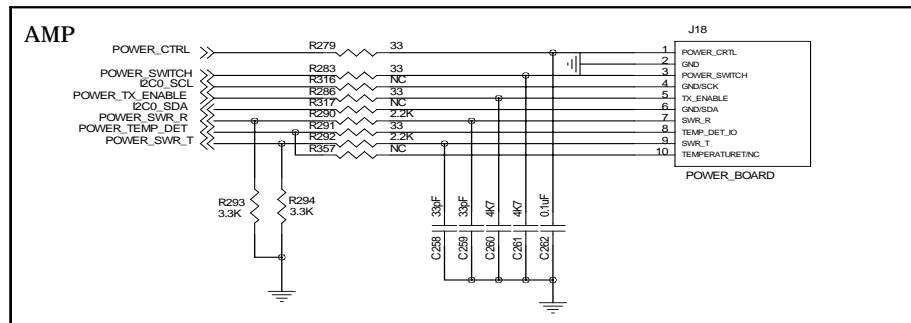 AMP
J18
POWER_CTRL R279 33 1 POWER_CRTL
2 GND
POWER_SWITCH R283 33 3 POWER_SWITCH
I2C0_SCL R316 NC 4 GND/SCK
POWER_TX_ENABLE R286 33 5 TX_ENABLE
I2C0_SDA R317 NC 6 GND/SDA
POWER_SWR_R R290 2.2K 7 SWR_R
POWER_TEMP_DET R291 33 8 TEMP_DET_IO
POWER_SWR_T R292 2.2K 9 SWR_T
R357 NC 10 TEMPERATURET/NC
POWER_BOARD
R293 R294
3.3K 3.3K
33pF 33pF 4K7 4K7 0.1uF
C258 C259 C260 C261 C262